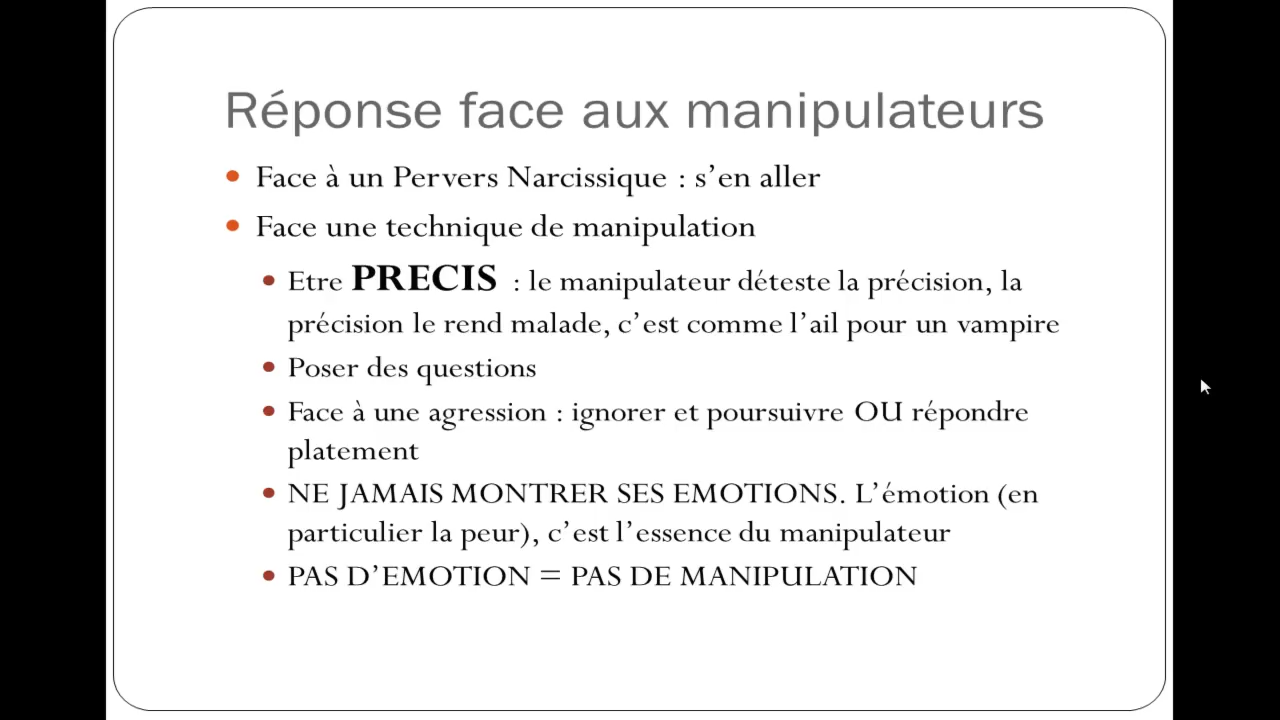 Réponse face aux manipulateurs
• Face à un Pervers Narcissique : s’en aller
• Face une technique de manipulation
• Etre PRECIS : le manipulateur déteste la précision, la
précision le rend malade, c’est comme l’ail pour un vampire
• Poser des questions
• Face à une agression : ignorer et poursuivre OU répondre
platement
• NE JAMAIS MONTRER SES EMOTIONS. L’émotion (en
particulier la peur), c’est l’essence du manipulateur
• PAS D’EMOTION = PAS DE MANIPULATION